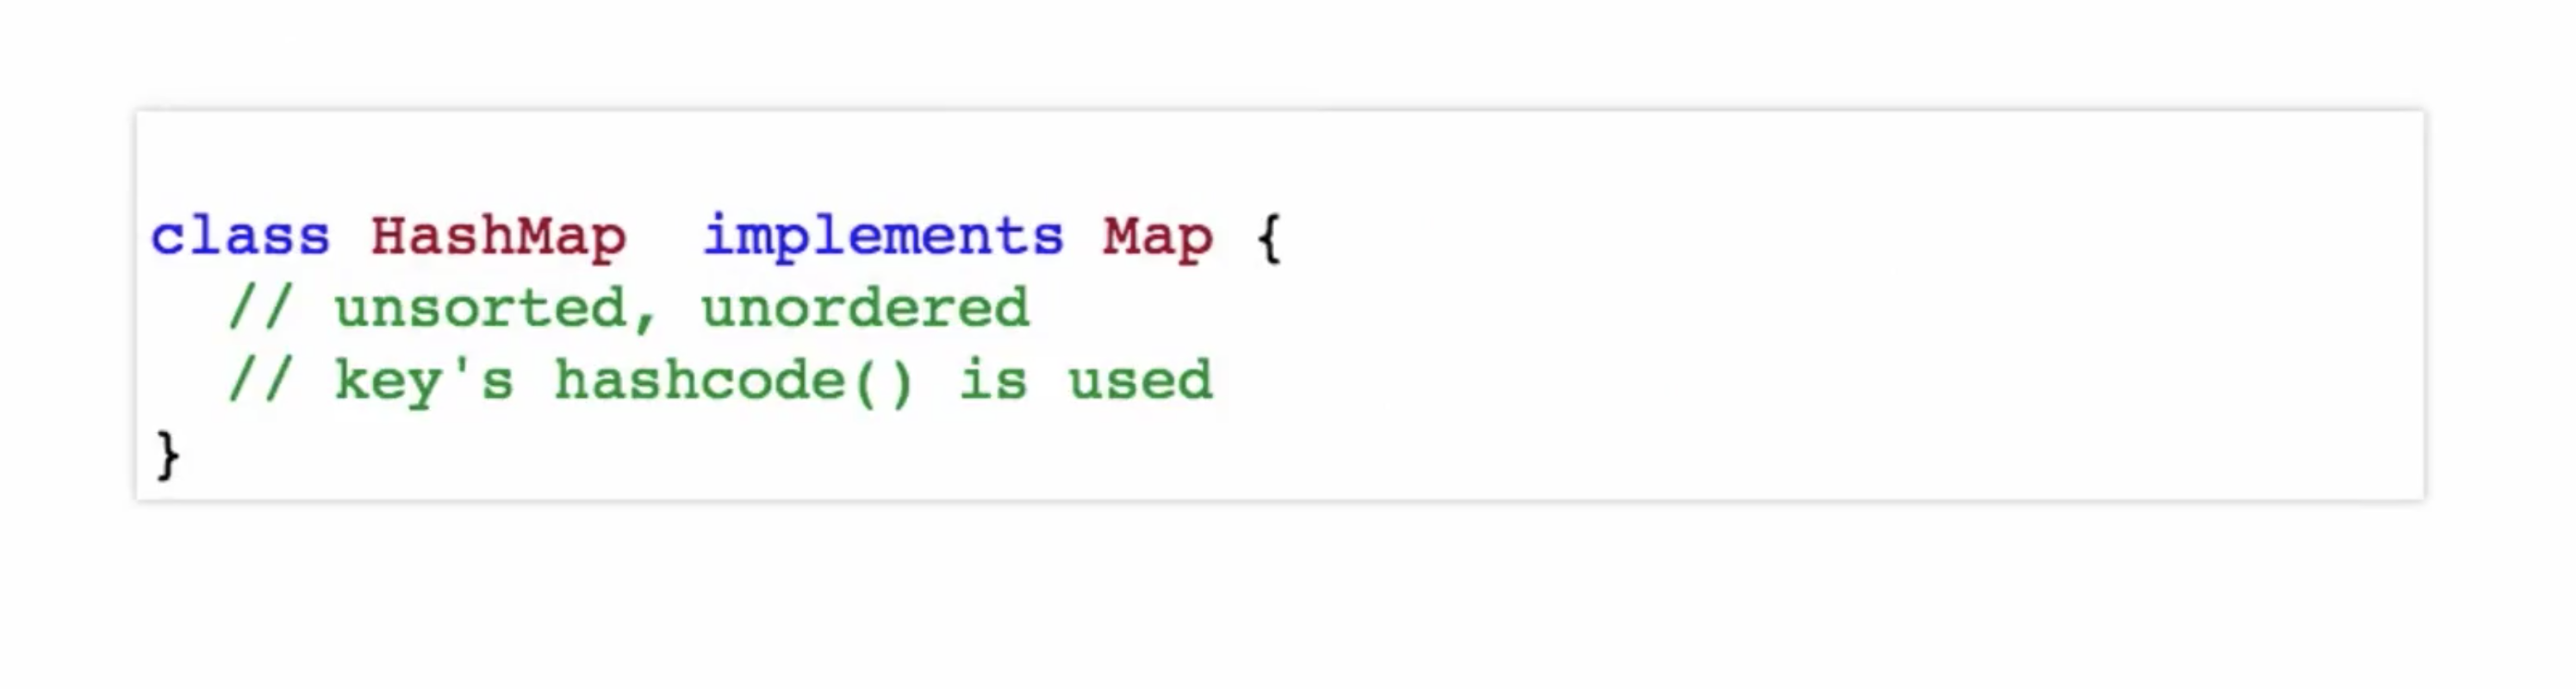 class HashMap  implements Map {
  // unsorted, unordered
  // key's hashcode() is used
}